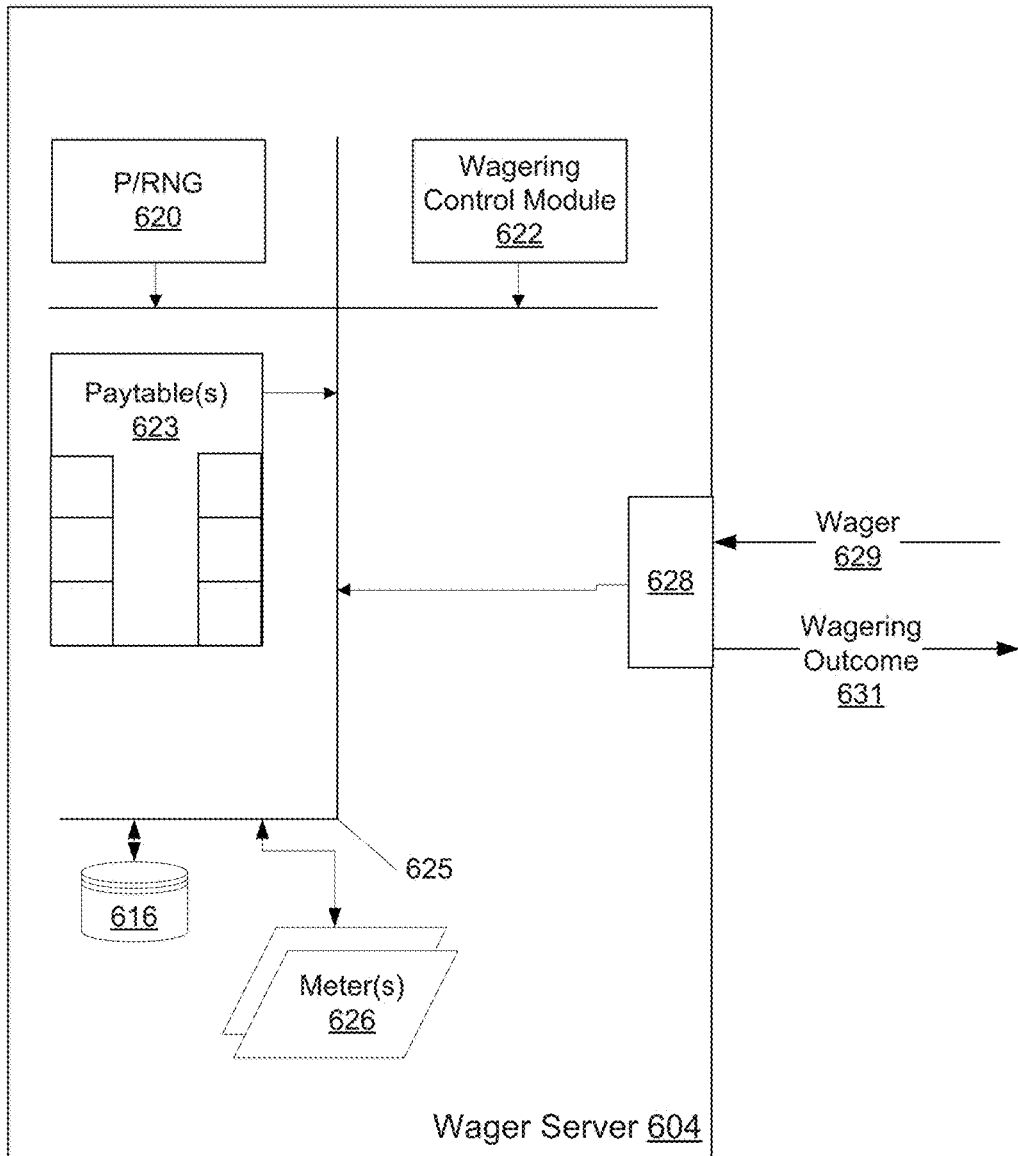 P/RNG
620
Wagering
Control Module
622
Paytable(s)
623
628
Wager
629
Wagering
Outcome
631
625
616
Meter(s)
626
Wager Server 604